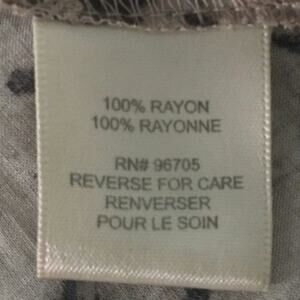 100% RAYON
100% RAYONNE
RN# 96705
REVERSE FOR CARE
RENVERSER
POUR LE SOIN